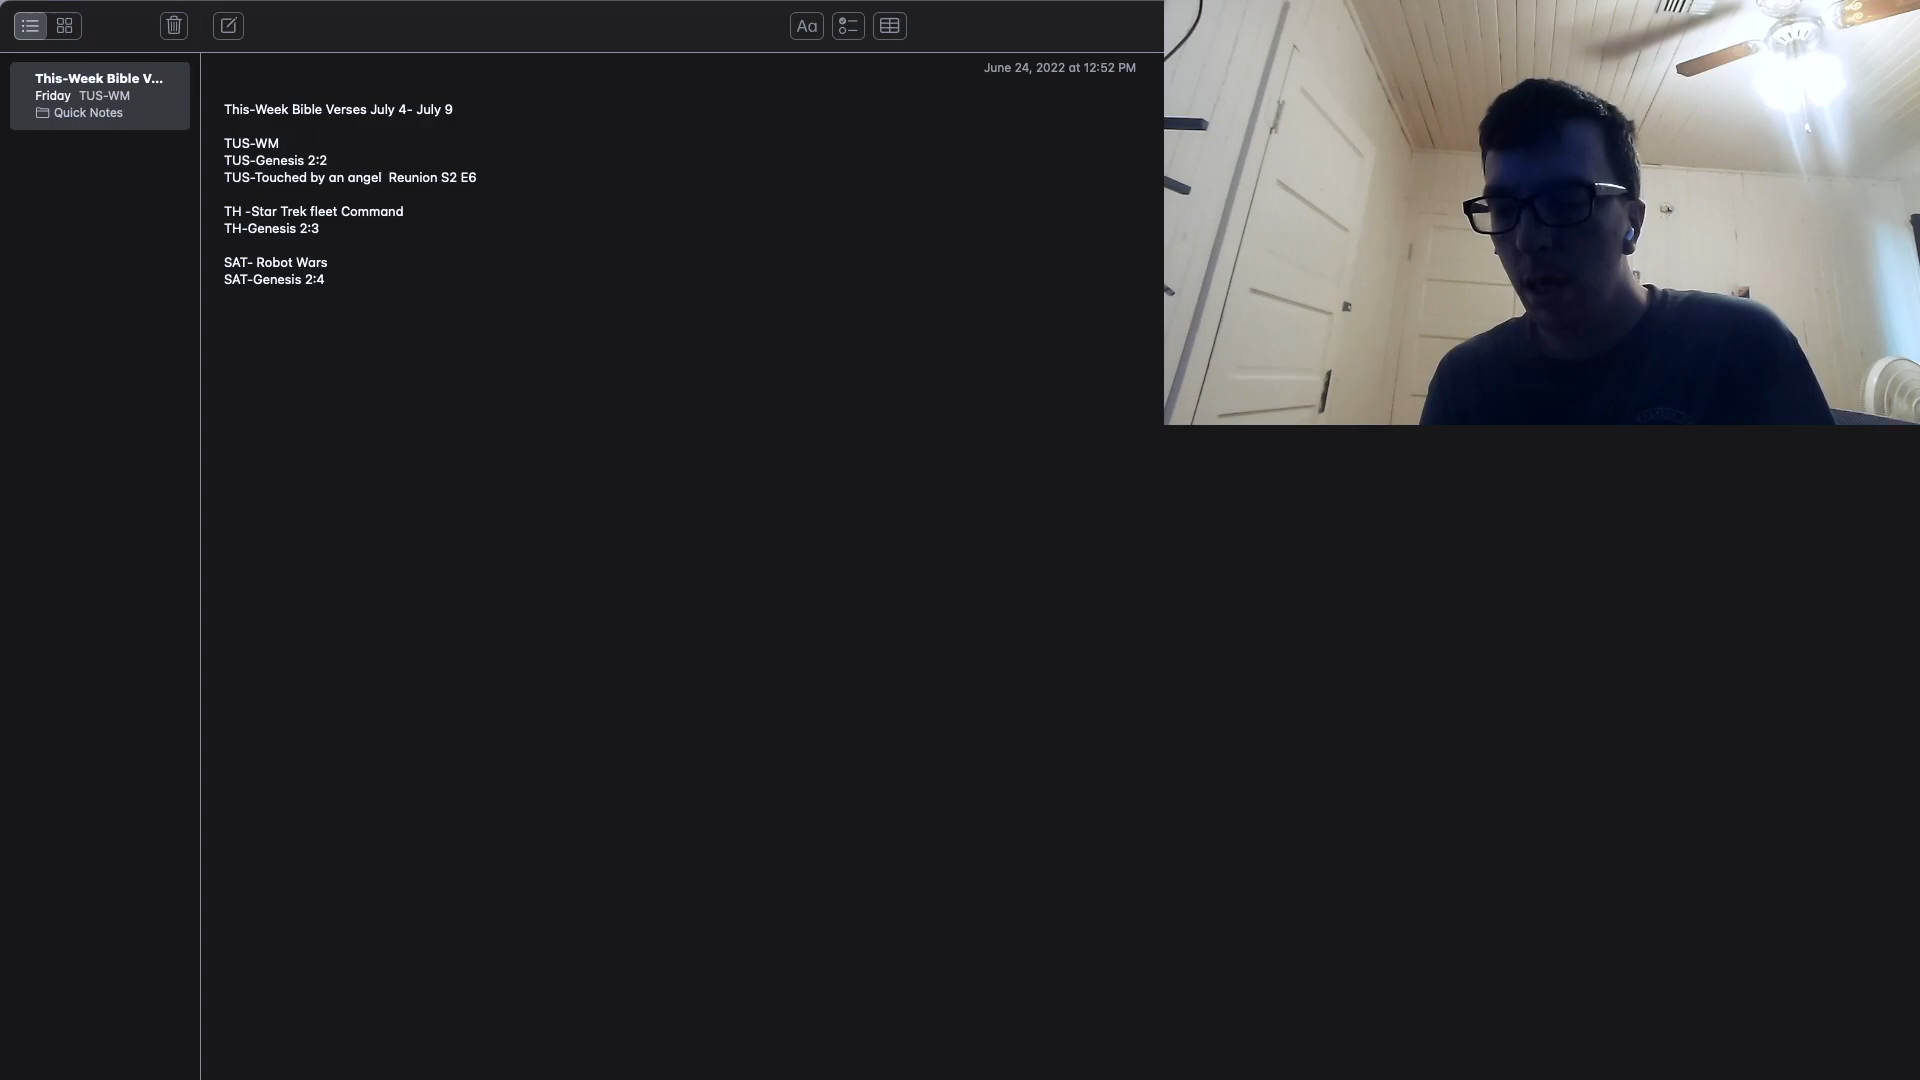 This-Week Bible V...
Friday TUS-WM
Quick Notes
Aa
June 24, 2022 at 12:52 PM
This-Week Bible Verses July 4- July 9
TUS-WM
TUS-Genesis 2:2
TUS-Touched by an angel  Reunion S2 E6
TH -Star Trek fleet Command
TH-Genesis 2:3
SAT- Robot Wars
SAT-Genesis 2:4